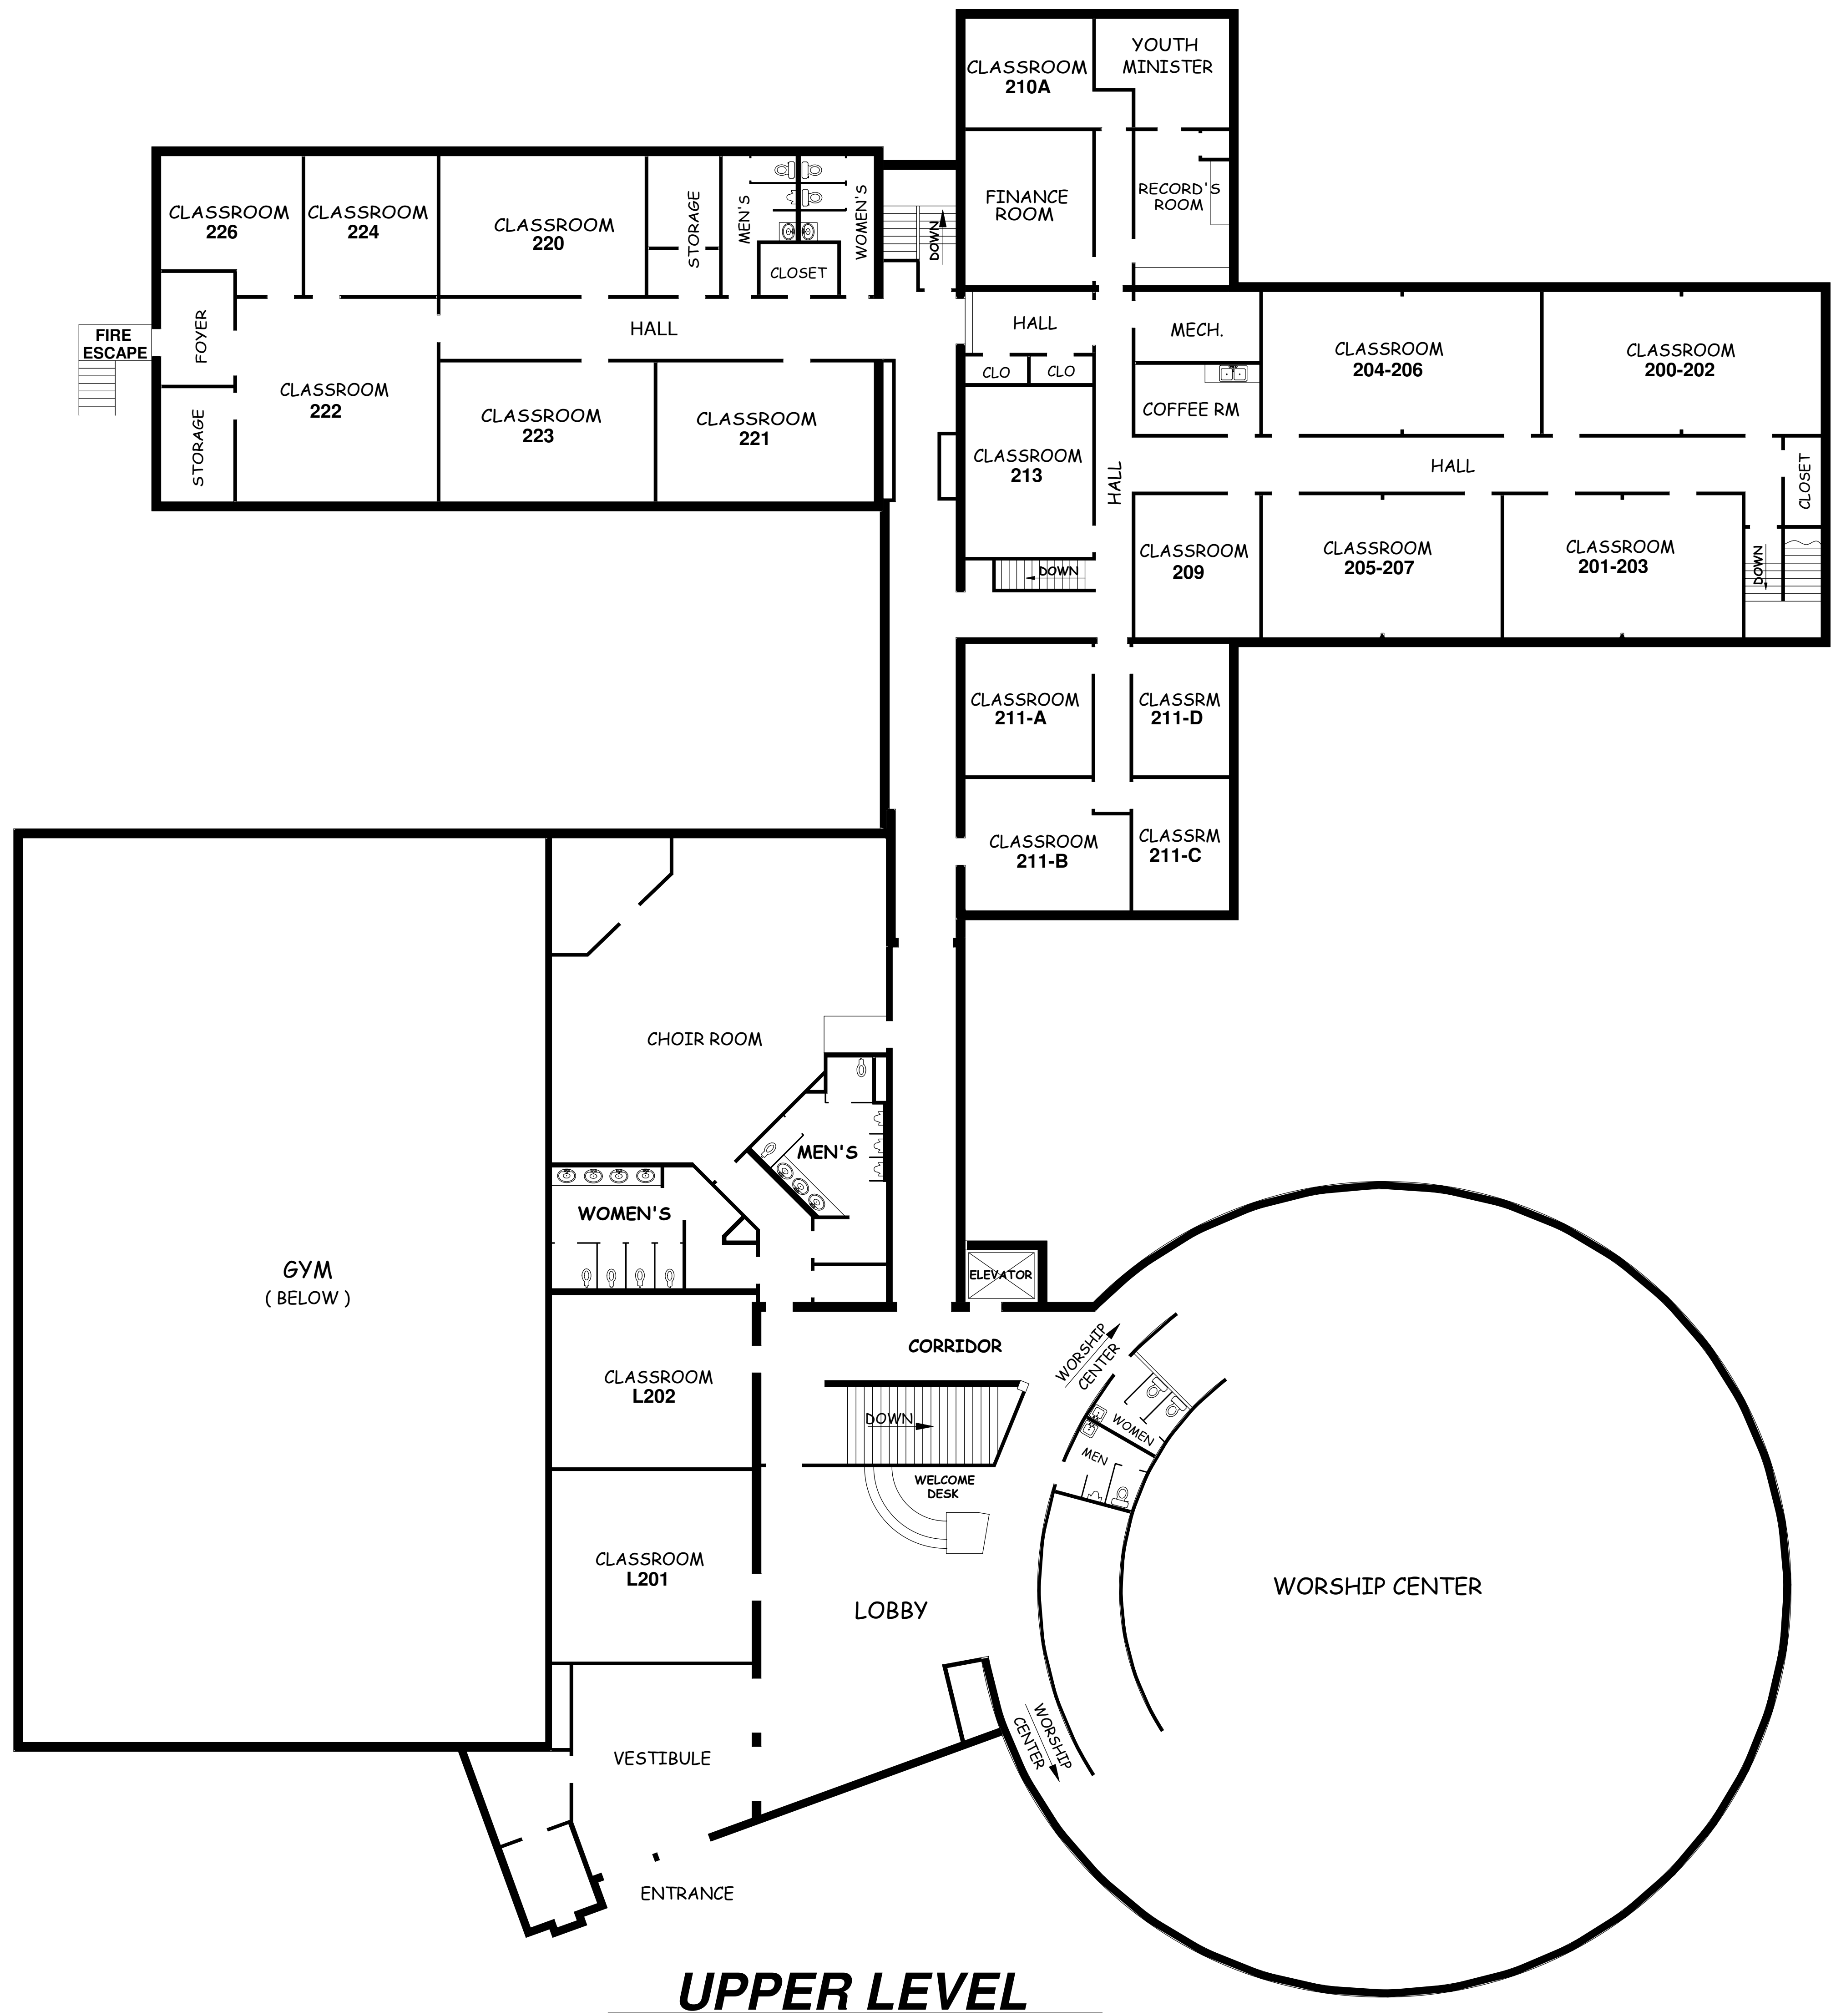 CLASSROOM
210A
YOUTH
MINISTER
FINANCE
ROOM
RECORD'S
ROOM
CLASSROOM
226
CLASSROOM
224
CLASSROOM
220
STORAGE
MEN'S
WOMEN'S
CLOSET
DOWN
FIRE
ESCAPE
FOYER
HALL
HALL
MECH.
CLASSROOM
204-206
CLASSROOM
200-202
CLO
CLO
COFFEE RM
CLASSROOM
222
STORAGE
CLASSROOM
223
CLASSROOM
221
CLASSROOM
213
HALL
HALL
CLOSET
DOWN
CLASSROOM
209
CLASSROOM
205-207
CLASSROOM
201-203
DOWN
CLASSROOM
211-A
CLASSRM
211-D
CLASSROOM
211-B
CLASSRM
211-C
CHOIR ROOM
MEN'S
WOMEN'S
GYM
( BELOW )
ELEVATOR
CORRIDOR
WORSHIP
CENTER
CLASSROOM
L202
DOWN
WOMEN
MEN
WELCOME
DESK
CLASSROOM
L201
LOBBY
WORSHIP CENTER
WORSHIP
CENTER
VESTIBULE
ENTRANCE
UPPER LEVEL